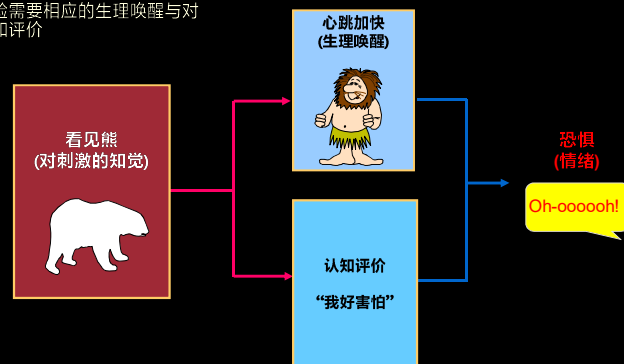 验需要相应的生理唤醒与对
知评价
看见熊
(对刺激的知觉)
心跳加快
(生理唤醒)
认知评价
“我好害怕”
恐惧
(情绪)
Oh-oooooh!